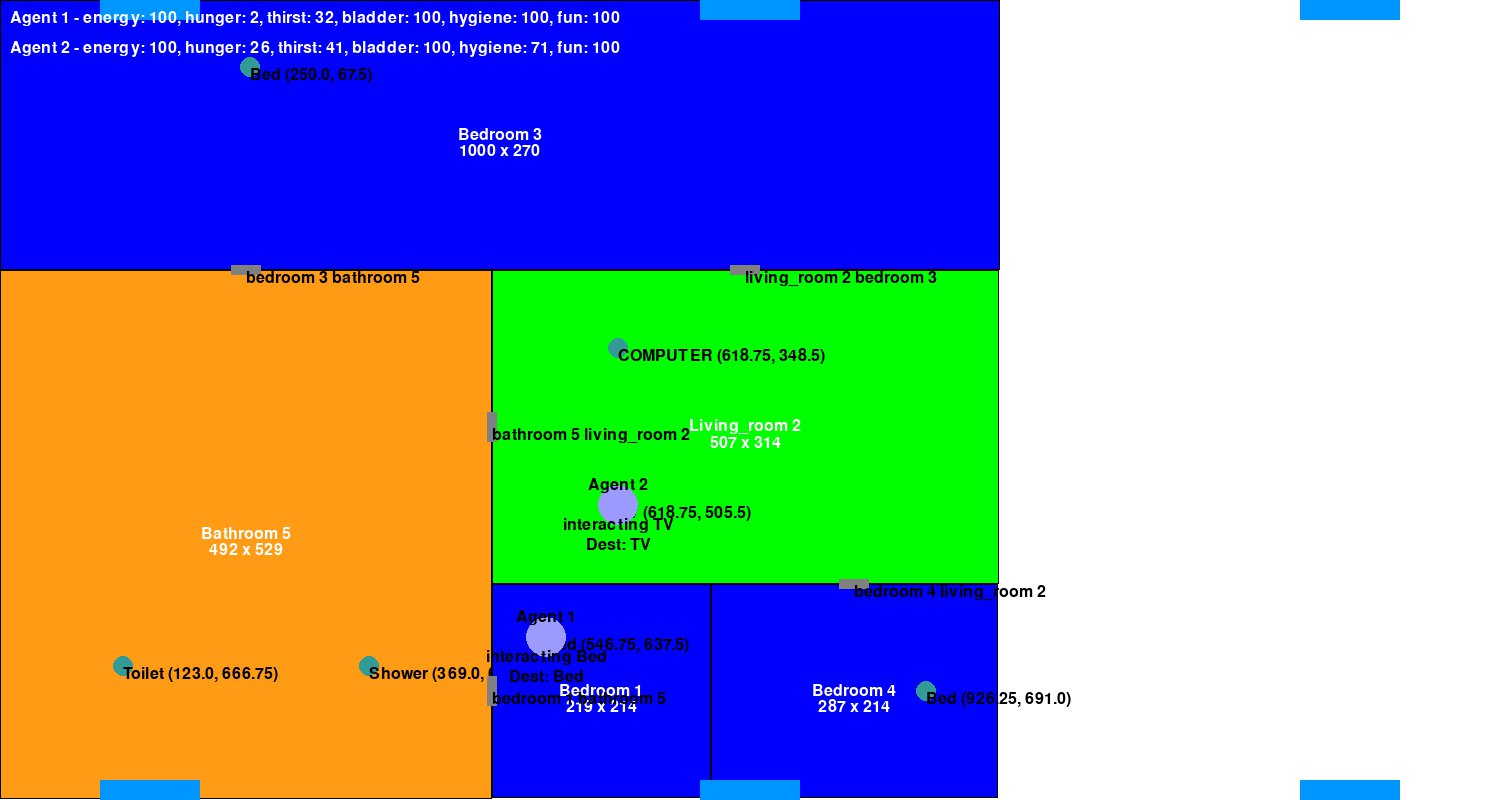 Agent 1 - energy: 100, hunger: 2, thirst: 32, bladder: 100, hygiene: 100, fun: 100
Agent 2 - energy: 100, hunger: 26, thirst: 41, bladder: 100, hygiene: 71, fun: 100
Bed (250.0, 67.5)
Bedroom 3
1000 x 270
bedroom 3 bathroom 5
living_room 2 bedroom 3
COMPUTER (618.75, 348.5)
Living_room 2
507 x 314
bathroom 5 living_room 2
Agent 2
(618.75, 505.5)
interacting TV
Dest: TV
Bathroom 5
492 x 529
bedroom 4 living_room 2
Agent 1
(546.75, 637.5)
interacting Bed
Dest: Bed
Toilet (123.0, 666.75)
Shower (369.0,
Bedroom 1
219 x 214
bedroom 1 bathroom 5
Bedroom 4
287 x 214
Bed (926.25, 691.0)